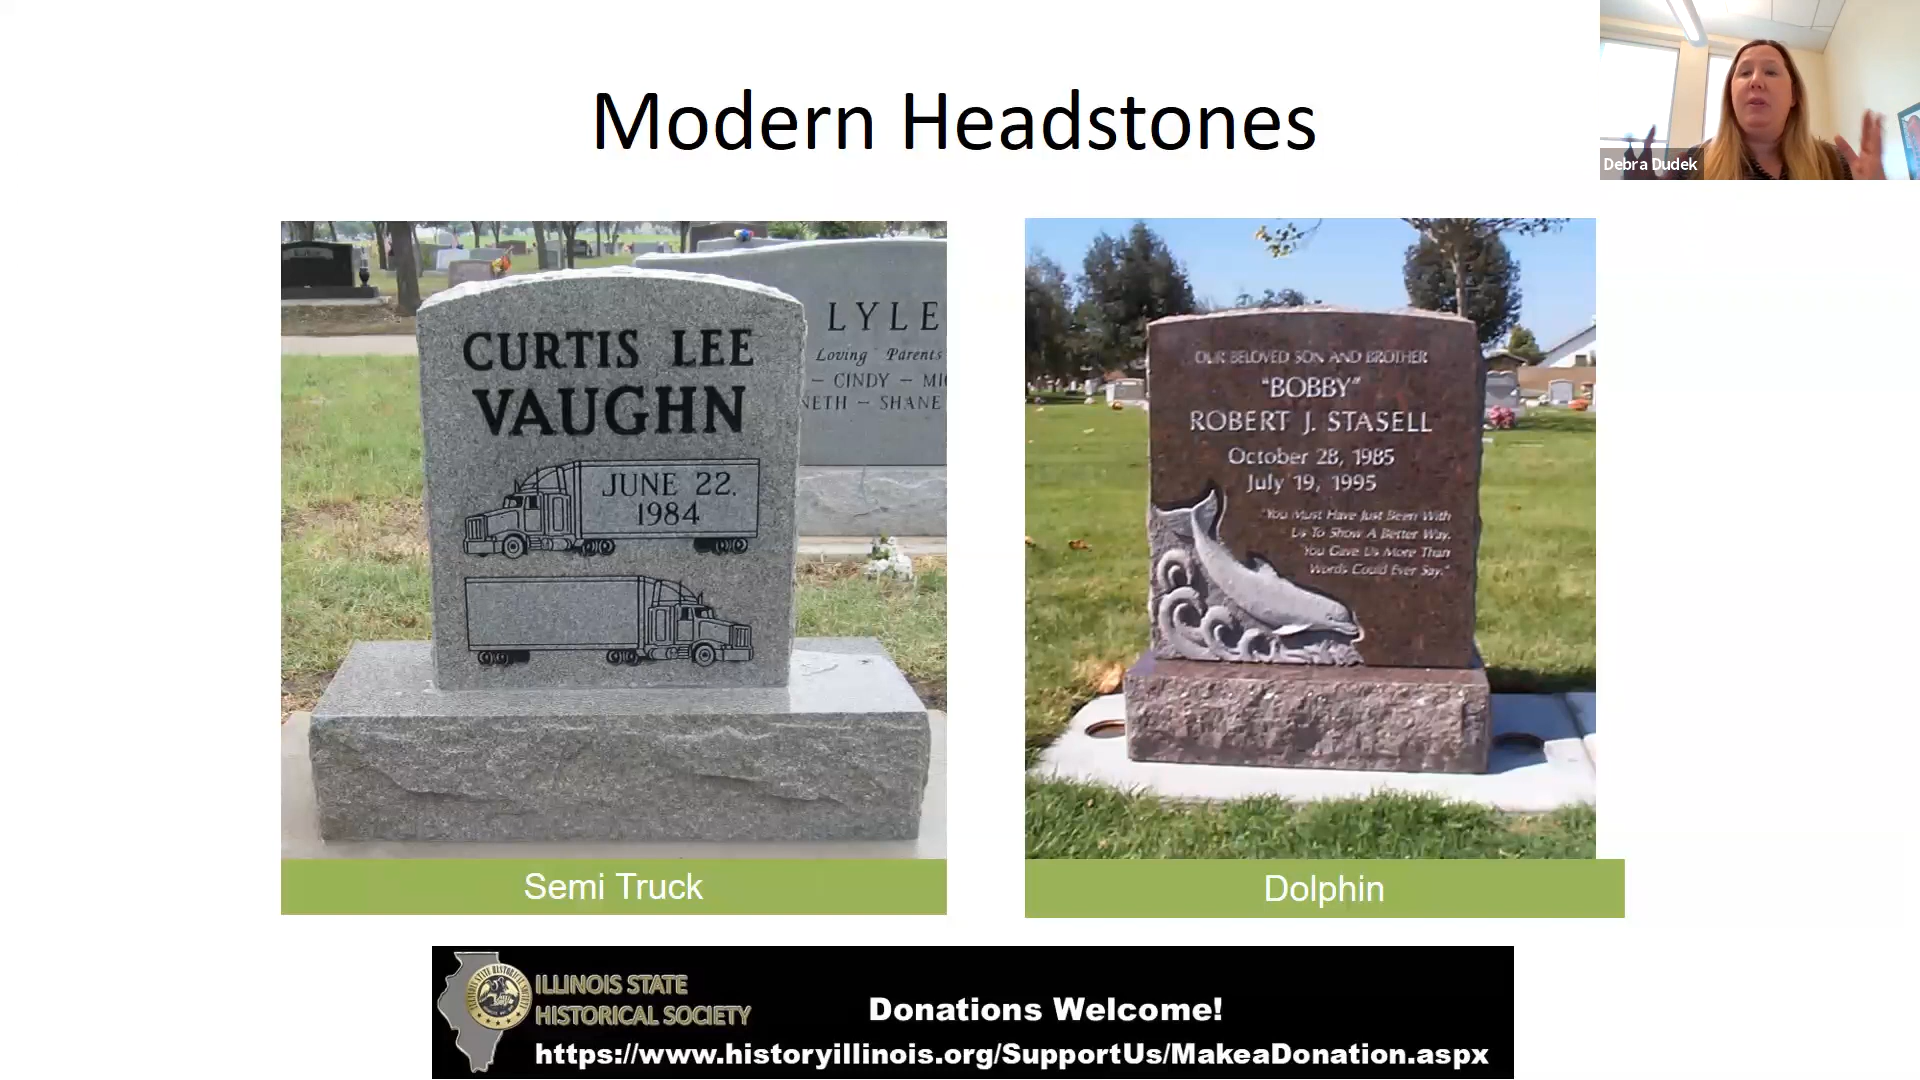 Modern Headstones
Debra Dudek
CURTIS LEE
VAUGHN
JUNE 22,
1984
LYLE
Loving Parents
— CINDY —
— SHANE
OUR BELOVED SON AND BROTHER
"BOBBY"
ROBERT J. STASELL
October 28, 1985
July 19, 1995
"You Must Have Just Been With
Us To Show A Better Way.
You Gave Us More Than
Words Could Ever Say."
Semi Truck
Dolphin
ILLINOIS STATE
HISTORICAL SOCIETY
Donations Welcome!
https://www.historyillinois.org/SupportUs/MakeaDonation.aspx